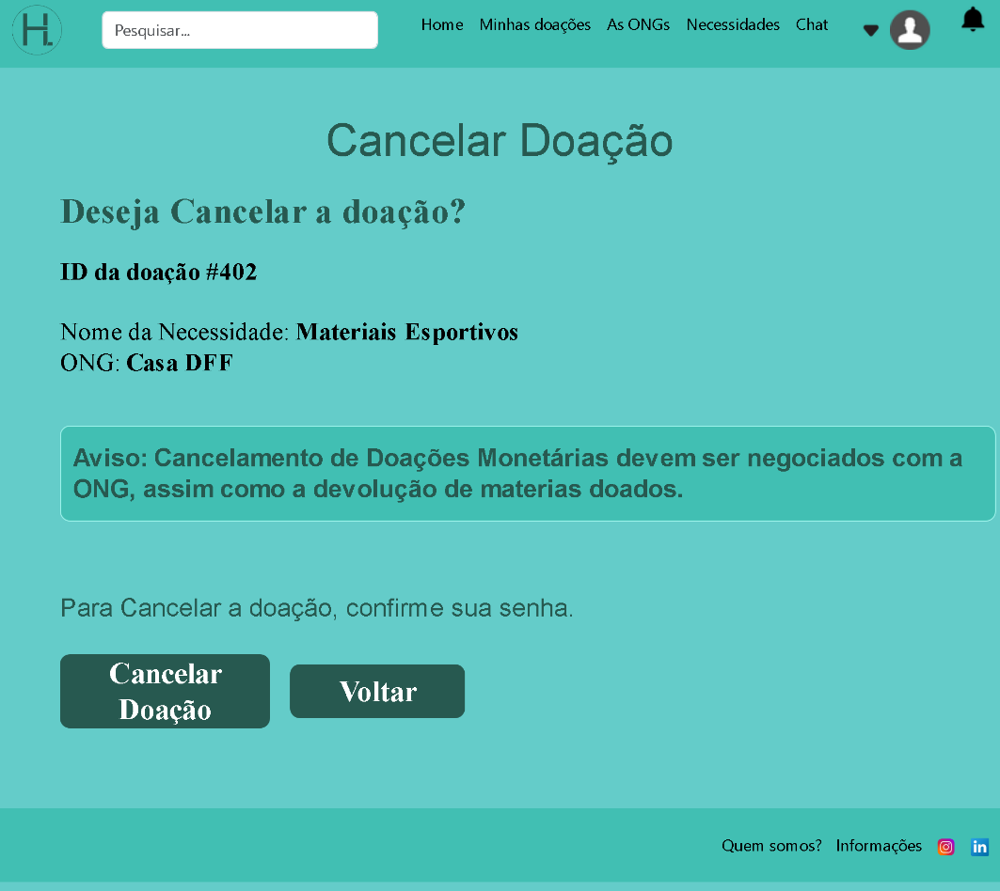 H.
Pesquisar...
Home Minhas doações As ONGs Necessidades Chat
Cancelar Doação
Deseja Cancelar a doação?
ID da doação #402
Nome da Necessidade: Materiais Esportivos
ONG: Casa DFF
Aviso: Cancelamento de Doações Monetárias devem ser negociados com a
ONG, assim como a devolução de materias doados.
Para Cancelar a doação, confirme sua senha.
Cancelar
Doação
Voltar
Quem somos? Informações in